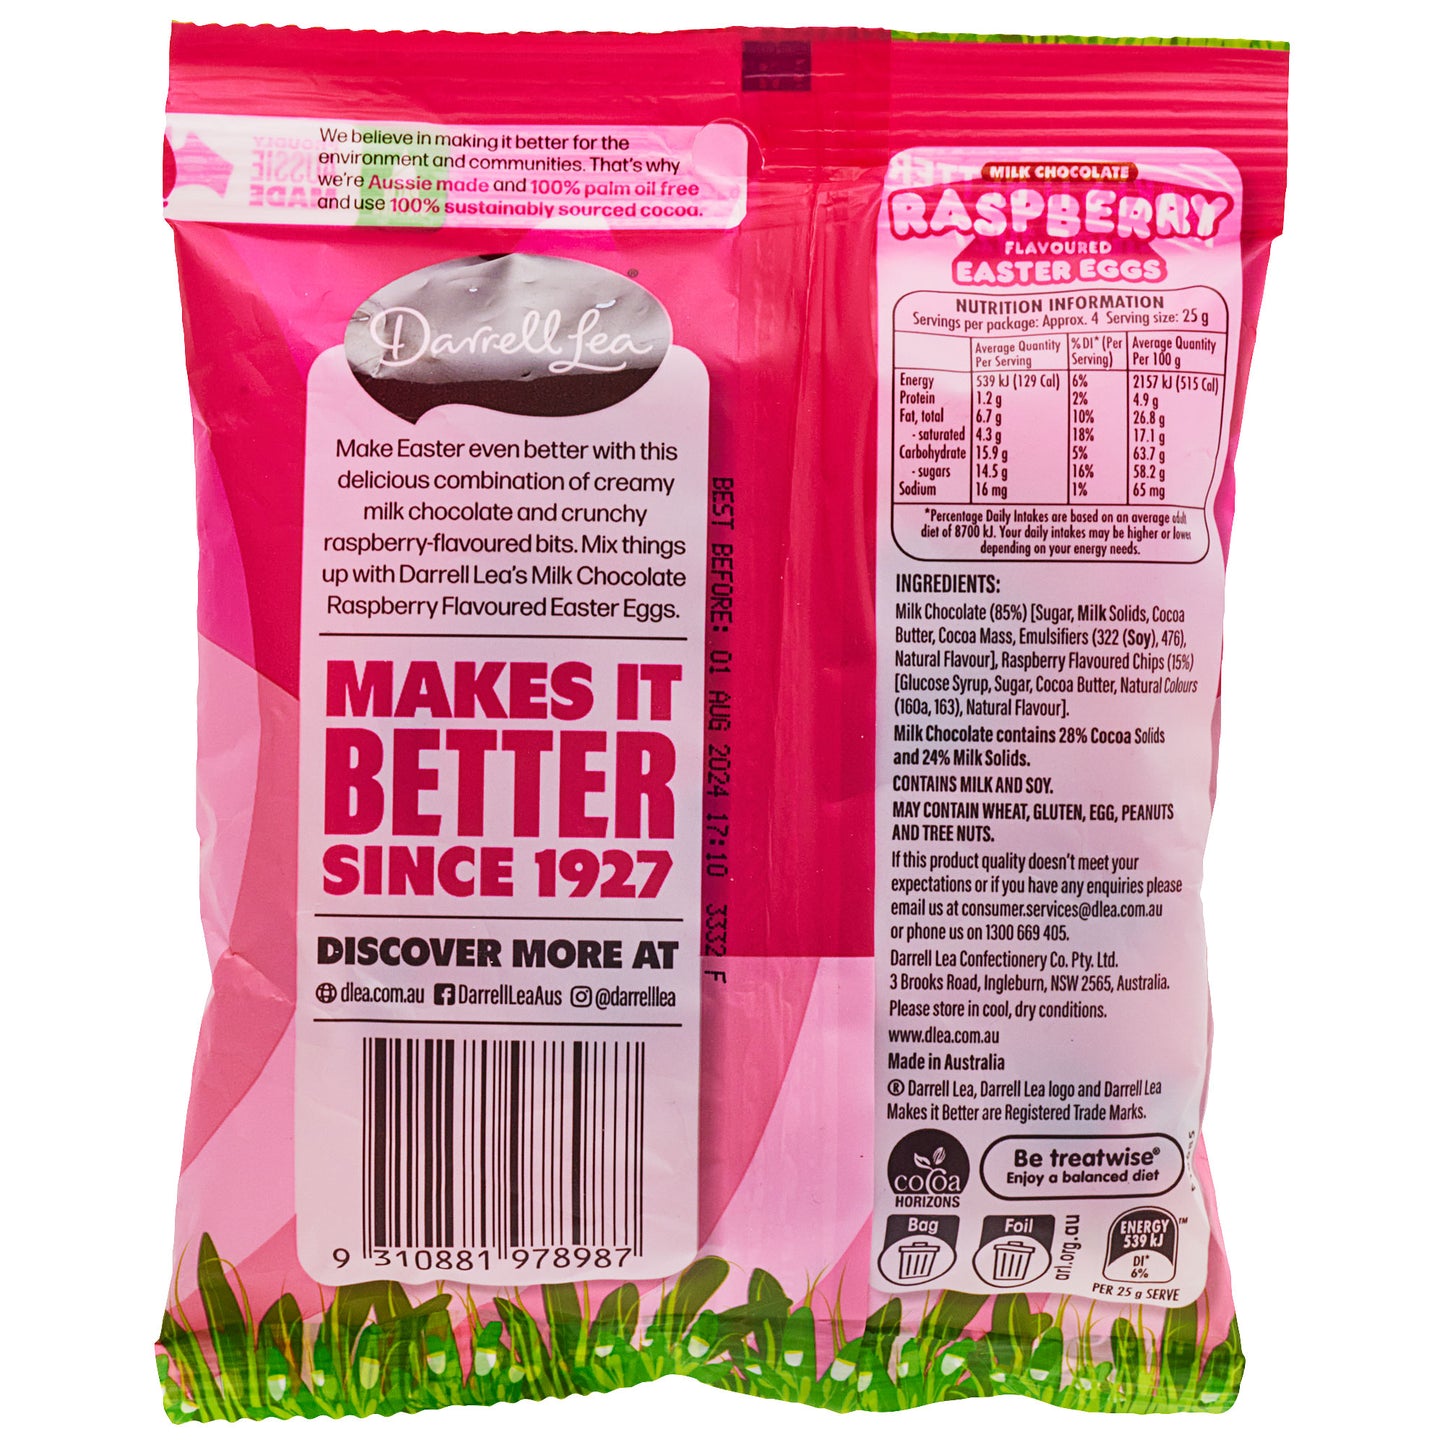 We believe in making it better for the
environment and communities. That's why
we're Aussie made and 100% palm oil free
and use 100% sustainably sourced cocoa.
Darrell Lea
®
Make Easter even better with this
delicious combination of creamy
milk chocolate and crunchy
raspberry-flavoured bits. Mix things
up with Darrell Lea's Milk Chocolate
Raspberry Flavoured Easter Eggs.
MAKES IT
BETTER
SINCE 1927
DISCOVER MORE AT
dlea.com.au DarrellLeaAus @darrelllea
9 310881 978987
BEST BEFORE: 01 AUG 2024 17:10 3332 F
MILK CHOCOLATE
RASPBERRY
FLAVOURED
EASTER EGGS
NUTRITION INFORMATION
Servings per package: Approx. 4 Serving size: 25 g
Average Quantity Per Serving %DI* (Per Serving) Average Quantity Per 100 g
Energy 539 kJ (129 Cal) 6% 2157 kJ (515 Cal)
Protein 1.2 g 2% 4.9 g
Fat, total 6.7 g 10% 26.8 g
- saturated 4.3 g 18% 17.1 g
Carbohydrate 15.9 g 5% 63.7 g
- sugars 14.5 g 16% 58.2 g
Sodium 16 mg 1% 65 mg
*Percentage Daily Intakes are based on an average adult
diet of 8700 kJ. Your daily intakes may be higher or lower
depending on your energy needs.
INGREDIENTS:
Milk Chocolate (85%) [Sugar, Milk Solids, Cocoa
Butter, Cocoa Mass, Emulsifiers (322 (Soy), 476),
Natural Flavour], Raspberry Flavoured Chips (15%)
[Glucose Syrup, Sugar, Cocoa Butter, Natural Colours
(160a, 163), Natural Flavour].
Milk Chocolate contains 28% Cocoa Solids
and 24% Milk Solids.
CONTAINS MILK AND SOY.
MAY CONTAIN WHEAT, GLUTEN, EGG, PEANUTS
AND TREE NUTS.
If this product quality doesn't meet your
expectations or if you have any enquiries please
email us at consumer.services@dlea.com.au
or phone us on 1300 669 405.
Darrell Lea Confectionery Co. Pty. Ltd.
3 Brooks Road, Ingleburn, NSW 2565, Australia.
Please store in cool, dry conditions.
www.dlea.com.au
Made in Australia
® Darrell Lea, Darrell Lea logo and Darrell Lea
Makes it Better are Registered Trade Marks.
cocoa
HORIZONS
Be treatwise®
Enjoy a balanced diet
Bag
Foil
arl.org.au
ENERGY
539 kJ
DI*
6%
™
PER 25 g SERVE